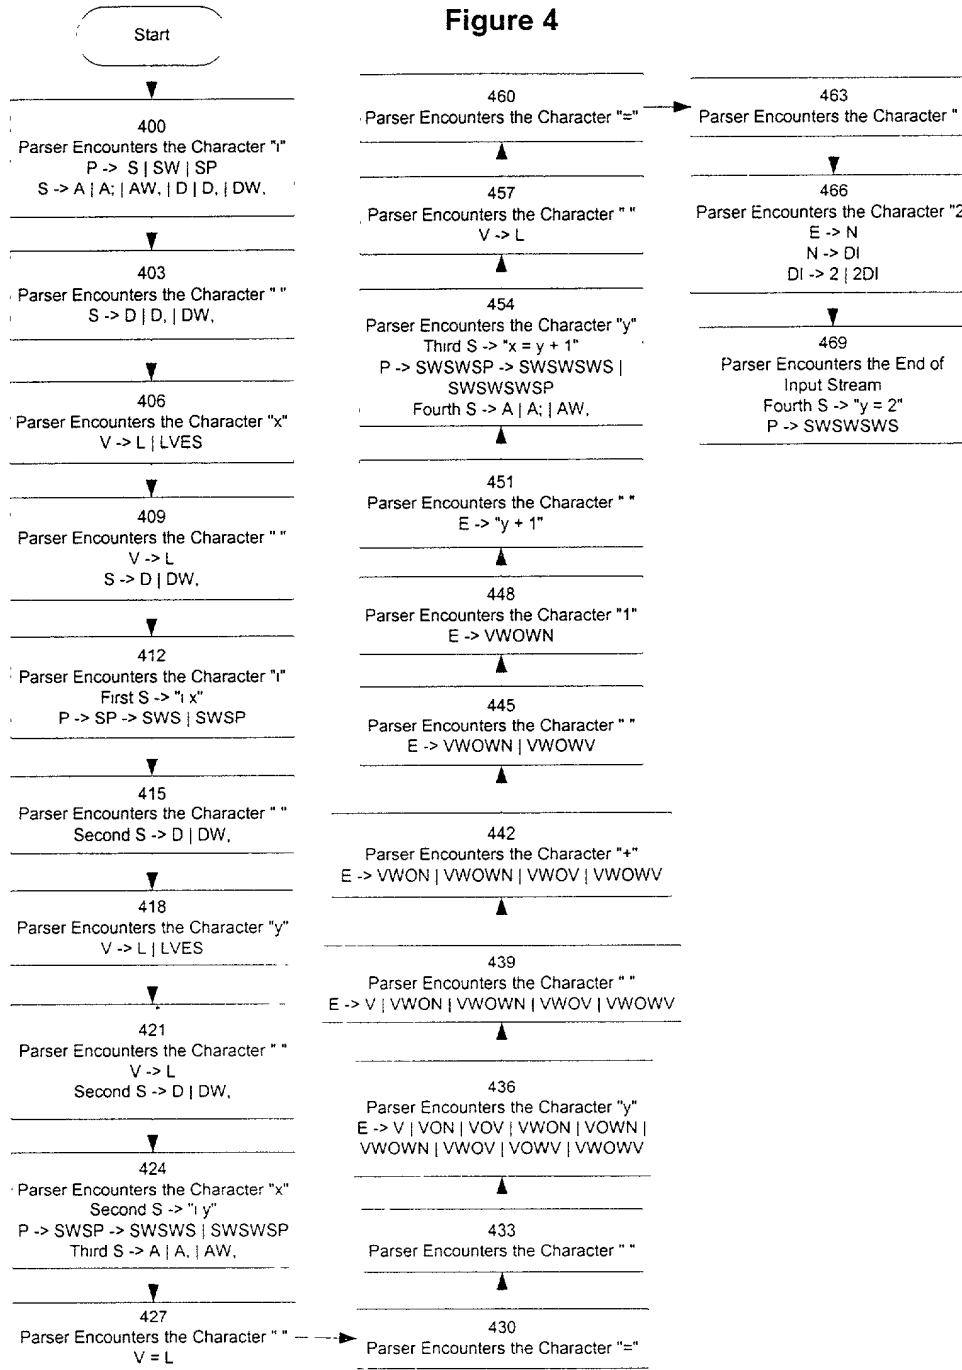 Figure 4
Start
400
Parser Encounters the Character "i"
P -> S | SW | SP
S -> A | A; | AW, | D | D, | DW,
403
Parser Encounters the Character " "
S -> D | D, | DW,
406
Parser Encounters the Character "x"
V -> L | LVES
409
Parser Encounters the Character " "
V -> L
S -> D | DW,
412
Parser Encounters the Character "i"
First S -> "i x"
P -> SP -> SWS | SWSP
415
Parser Encounters the Character " "
Second S -> D | DW,
418
Parser Encounters the Character "y"
V -> L | LVES
421
Parser Encounters the Character " "
V -> L
Second S -> D | DW,
424
Parser Encounters the Character "x"
Second S -> "i y"
P -> SWSP -> SWSWS | SWSWSP
Third S -> A | A, | AW,
427
Parser Encounters the Character " "
V = L
430
Parser Encounters the Character "="
433
Parser Encounters the Character " "
436
Parser Encounters the Character "y"
E -> V | VON | VOV | VWON | VOWN |
VWOWN | VWOV | VOWV | VWOWV
439
Parser Encounters the Character " "
E -> V | VWON | VWOWN | VWOV | VWOWV
442
Parser Encounters the Character "+"
E -> VWON | VWOWN | VWOV | VWOWV
445
Parser Encounters the Character " "
E -> VWOWN | VWOWV
448
Parser Encounters the Character "1"
E -> VWOWN
451
Parser Encounters the Character " "
E -> "y + 1"
454
Parser Encounters the Character "y"
Third S -> "x = y + 1"
P -> SWSWSP -> SWSWSWS |
SWSWSWSP
Fourth S -> A | A; | AW,
457
Parser Encounters the Character " "
V -> L
460
Parser Encounters the Character "="
463
Parser Encounters the Character "
466
Parser Encounters the Character "2
E -> N
N -> DI
DI -> 2 | 2DI
469
Parser Encounters the End of
Input Stream
Fourth S -> "y = 2"
P -> SWSWSWS